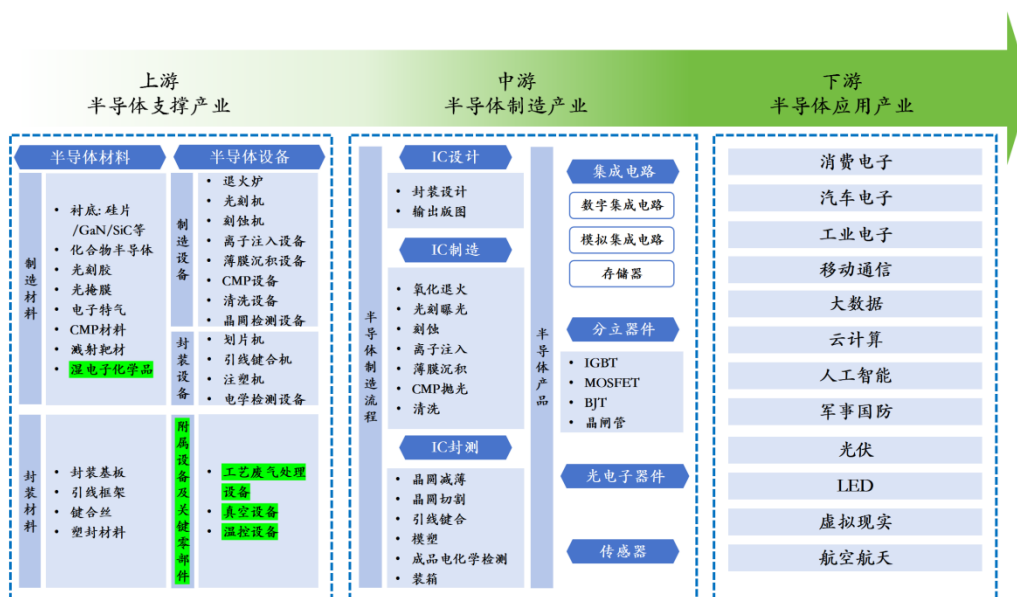 上游
半导体支撑产业
中游
半导体制造产业
下游
半导体应用产业
半导体材料
制造材料
• 衬底: 硅片
/GaN/SiC等
• 化合物半导体
• 光刻胶
• 光掩膜
• 电子特气
• CMP材料
• 溅射靶材
• 湿电子化学品
封装材料
• 封装基板
• 引线框架
• 键合丝
• 塑封材料
半导体设备
制造设备
• 退火炉
• 光刻机
• 刻蚀机
• 离子注入设备
• 薄膜沉积设备
• CMP设备
• 清洗设备
• 晶圆检测设备
封装设备
• 划片机
• 引线键合机
• 注塑机
• 电学检测设备
附属设备及关键零部件
• 工艺废气处理
设备
• 真空设备
• 温控设备
半导体制造流程
IC设计
• 封装设计
• 输出版图
IC制造
• 氧化退火
• 光刻曝光
• 刻蚀
• 离子注入
• 薄膜沉积
• CMP抛光
• 清洗
IC封测
• 晶圆减薄
• 晶圆切割
• 引线键合
• 模塑
• 成品电化学检测
• 装箱
半导体产品
集成电路
数字集成电路
模拟集成电路
存储器
分立器件
• IGBT
• MOSFET
• BJT
• 晶闸管
光电子器件
传感器
消费电子
汽车电子
工业电子
移动通信
大数据
云计算
人工智能
军事国防
光伏
LED
虚拟现实
航空航天